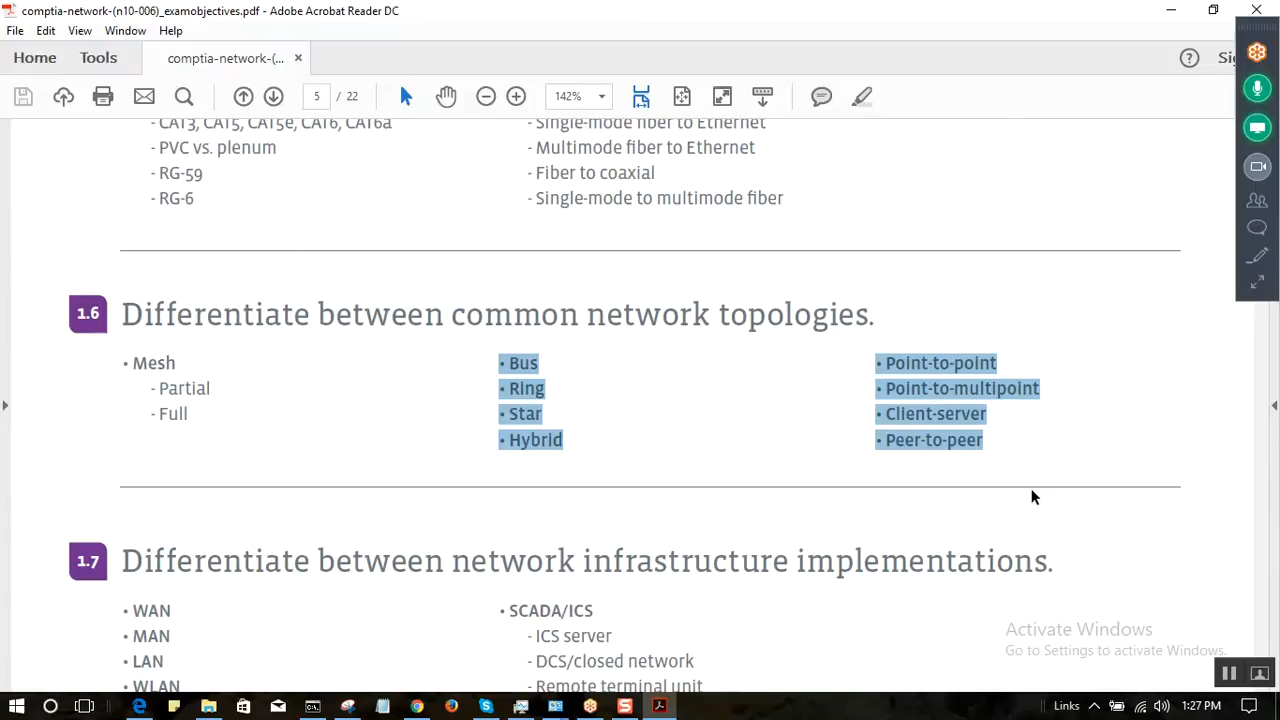 comptia-network-(n10-006)_examobjectives.pdf - Adobe Acrobat Reader DC
File Edit View Window Help
Home Tools comptia-network-(... × ?
5 / 22 142%
- CAT3, CAT5, CAT5e, CAT6, CAT6a
- PVC vs. plenum
- RG-59
- RG-6
- Single-mode fiber to Ethernet
- Multimode fiber to Ethernet
- Fiber to coaxial
- Single-mode to multimode fiber
1.6 Differentiate between common network topologies.
• Mesh
- Partial
- Full
• Bus
• Ring
• Star
• Hybrid
• Point-to-point
• Point-to-multipoint
• Client-server
• Peer-to-peer
1.7 Differentiate between network infrastructure implementations.
• WAN
• MAN
• LAN
• WLAN
• SCADA/ICS
- ICS server
- DCS/closed network
- Remote terminal unit
Activate Windows
Go to Settings to activate Windows.
Links 1:27 PM